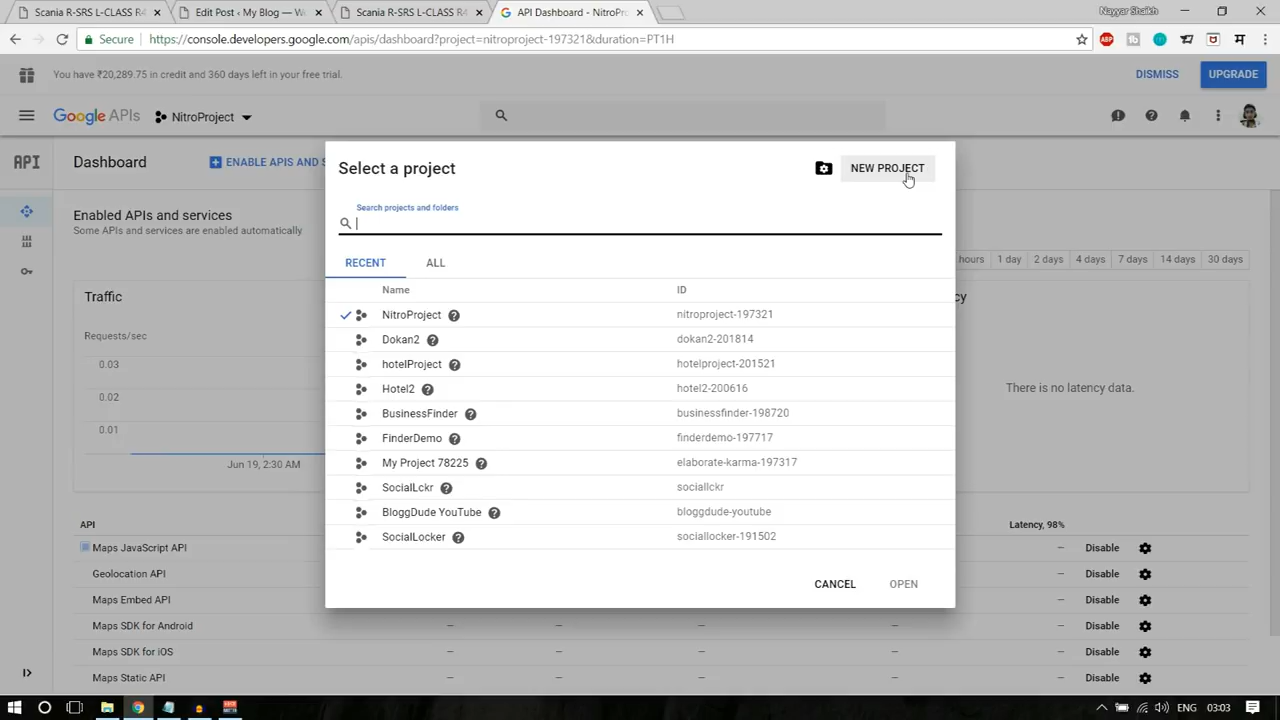 Scania R-SRS L-CLASS R4
Edit Post ‹ My Blog — W
Scania R-SRS L-CLASS R4
API Dashboard - NitroPro
Nayyar Shaikh
Secure
https://console.developers.google.com/apis/dashboard?project=nitroproject-197321&duration=PT1H
ABP
You have ₹20,289.75 in credit and 360 days left in your free trial.
DISMISS
UPGRADE
Google APIs
NitroProject
API
Dashboard
ENABLE APIS AND S
Enabled APIs and services
Some APIs and services are enabled automatically
Select a project
NEW PROJECT
Search projects and folders
RECENT
ALL
hours
1 day
2 days
4 days
7 days
14 days
30 days
Name
ID
NitroProject
nitroproject-197321
Dokan2
dokan2-201814
hotelProject
hotelproject-201521
Hotel2
hotel2-200616
BusinessFinder
businessfinder-198720
FinderDemo
finderdemo-197717
My Project 78225
elaborate-karma-197317
SocialLckr
sociallckr
BloggDude YouTube
bloggdude-youtube
SocialLocker
sociallocker-191502
CANCEL
OPEN
Traffic
Requests/sec
0.03
0.02
0.01
Jun 19, 2:30 AM
cy
There is no latency data.
API
Latency, 98%
Maps JavaScript API
– Disable
Geolocation API
– Disable
Maps Embed API
– Disable
Maps SDK for Android
– – – – – Disable
Maps SDK for iOS
– – – – – Disable
Maps Static API
– – – – – Disable
ENG
03:03